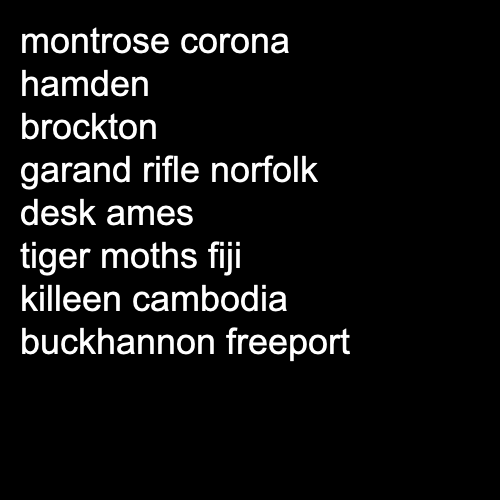 montrose corona
hamden
brockton
garand rifle norfolk
desk ames
tiger moths fiji
killeen cambodia
buckhannon freeport